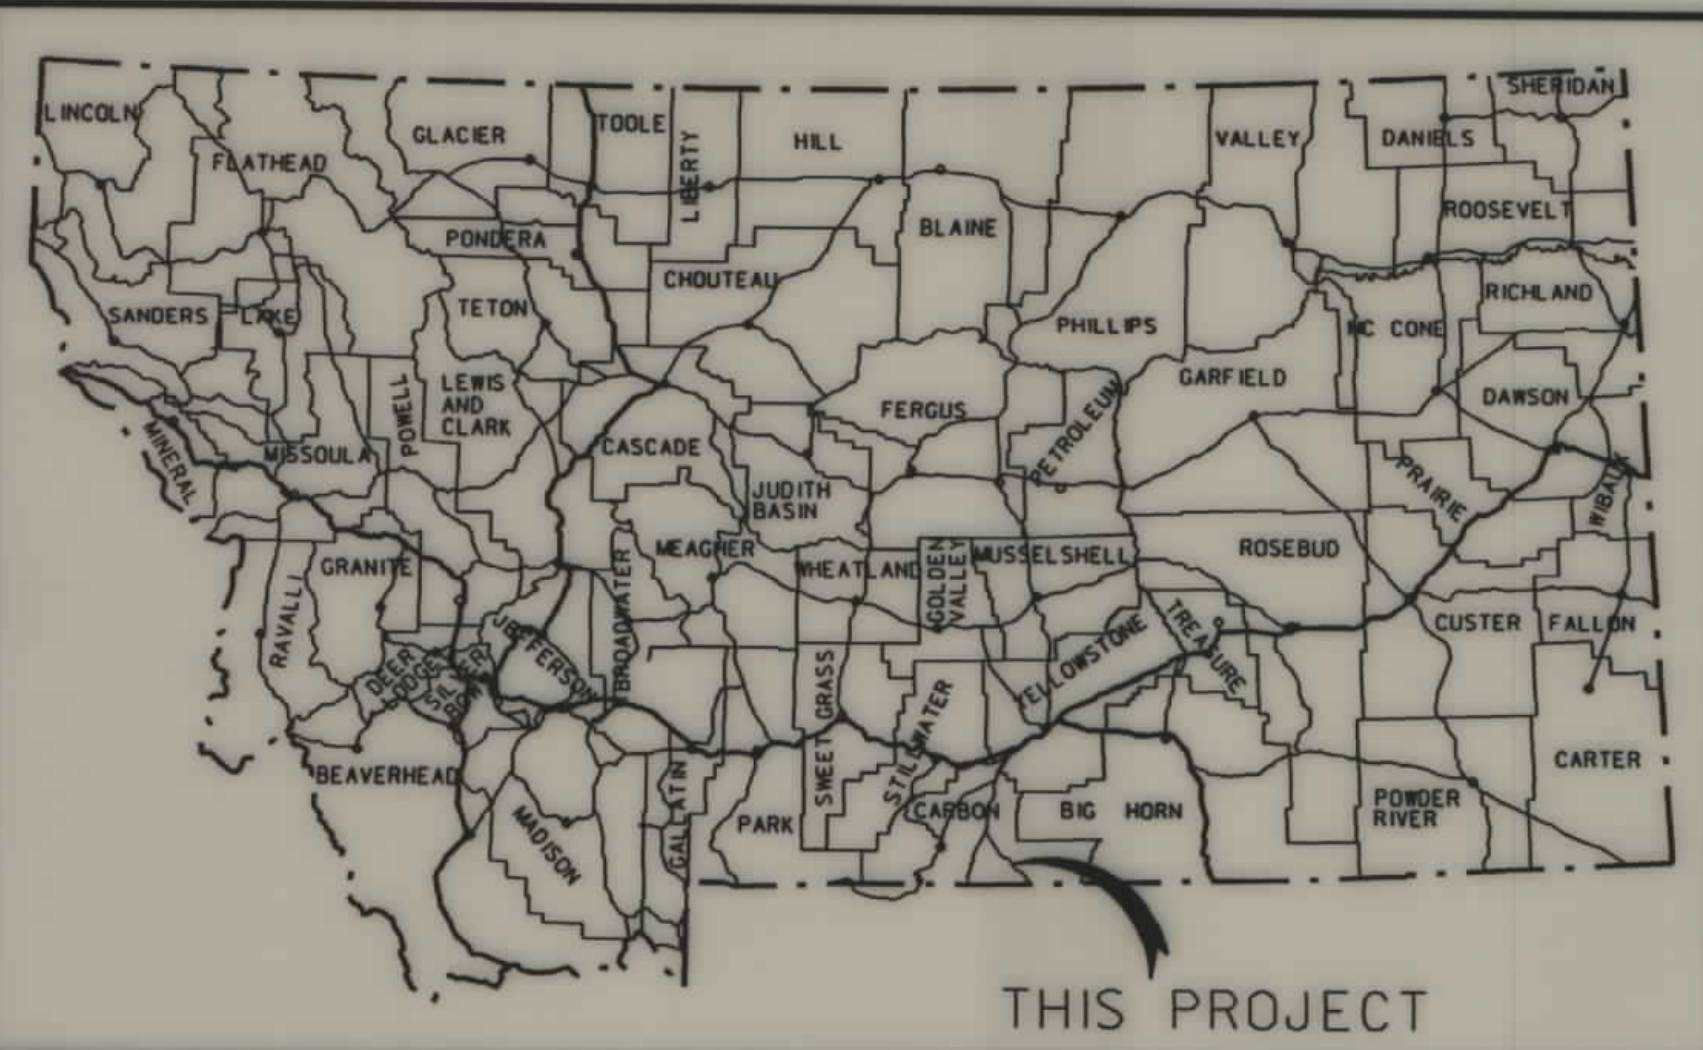 LINCOLN
FLATHEAD
GLACIER
TOOLE
LIBERTY
HILL
BLAINE
VALLEY
DANIELS
SHERIDAN
ROOSEVELT
PONDERA
CHOUTEAU
TETON
SANDERS
LAKE
PHILLIPS
RICHLAND
MC CONE
GARFIELD
DAWSON
LEWIS
AND
CLARK
POWELL
MINERAL
MISSOULA
CASCADE
FERGUS
PETROLEUM
JUDITH
BASIN
PRAIRIE
WIBAUX
GRANITE
MEAGHER
WHEATLAND
GOLDEN
VALLEY
MUSSELSHELL
ROSEBUD
RAVALLI
BROADWATER
JEFFERSON
DEER
LODGE
SILVER
BOW
SWEET GRASS
STILLWATER
YELLOWSTONE
TREASURE
CUSTER
FALLON
BEAVERHEAD
MADISON
GALLATIN
PARK
CARBON
BIG HORN
POWDER
RIVER
CARTER
THIS PROJECT